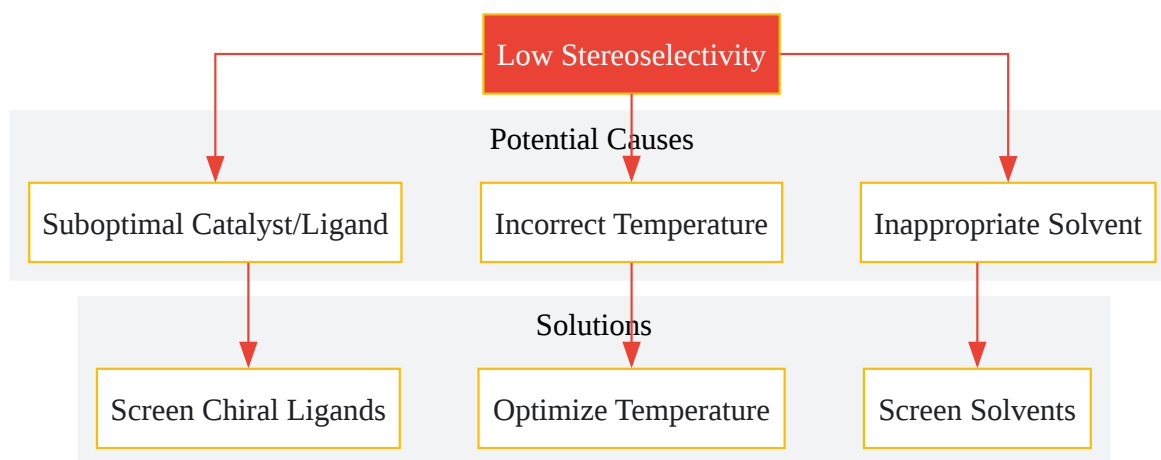 Low Stereoselectivity
Potential Causes
Suboptimal Catalyst/Ligand
Incorrect Temperature
Inappropriate Solvent
Solutions
Screen Chiral Ligands
Optimize Temperature
Screen Solvents